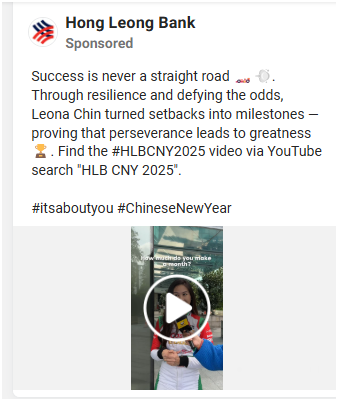 Hong Leong Bank
Sponsored
Success is never a straight road 🏎️ 💨.
Through resilience and defying the odds,
Leona Chin turned setbacks into milestones —
proving that perseverance leads to greatness
🏆. Find the #HLBCNY2025 video via YouTube
search "HLB CNY 2025".
#itsaboutyou #ChineseNewYear
How much do you make
a month?